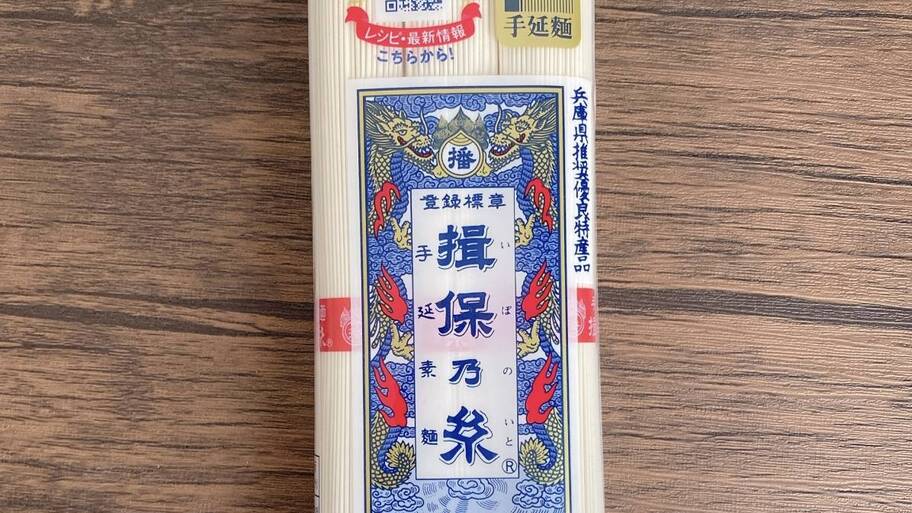 レシピ・最新情報
こちらから!
手延麺
兵庫県推奨優良特産品
播
登録標章
揖保乃糸
いぼのいと
手延素麺
®